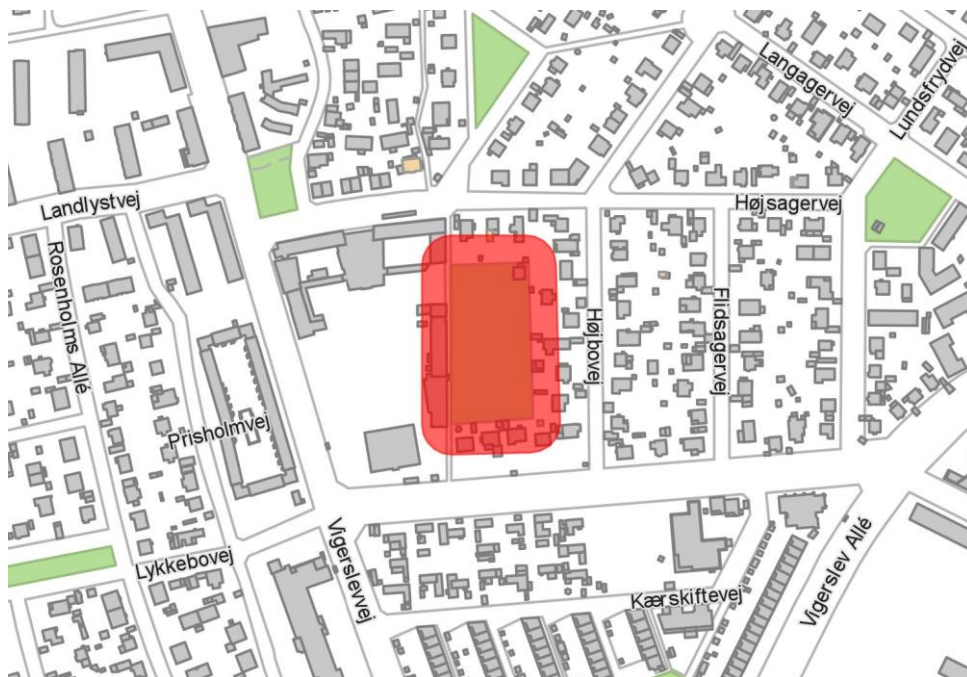 Langagervej
Lundsfrydvej
Landlystvej
Højsagervej
Rosenholms Allé
Højbovej
Flidsagervej
Prisholmvej
Lykkebovej
Vigerslevvej
Kærskiftevej
Vigerslev Allé